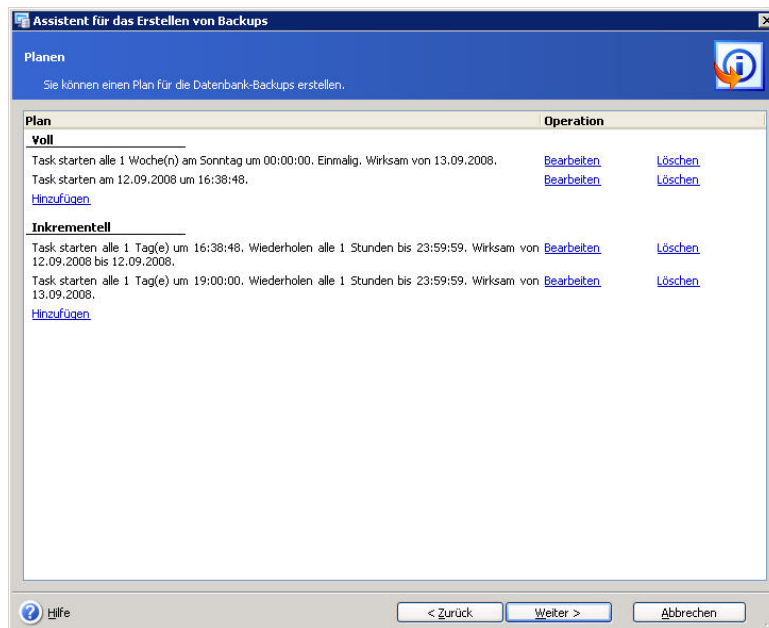 Assistent für das Erstellen von Backups
Planen
Sie können einen Plan für die Datenbank-Backups erstellen.
Plan Operation
Voll
Task starten alle 1 Woche(n) am Sonntag um 00:00:00. Einmalig. Wirksam von 13.09.2008. Bearbeiten Löschen
Task starten am 12.09.2008 um 16:38:48. Bearbeiten Löschen
Hinzufügen
Inkrementell
Task starten alle 1 Tag(e) um 16:38:48. Wiederholen alle 1 Stunden bis 23:59:59. Wirksam von Bearbeiten Löschen
12.09.2008 bis 12.09.2008.
Task starten alle 1 Tag(e) um 19:00:00. Wiederholen alle 1 Stunden bis 23:59:59. Wirksam von Bearbeiten Löschen
13.09.2008.
Hinzufügen
Hilfe < Zurück Weiter > Abbrechen